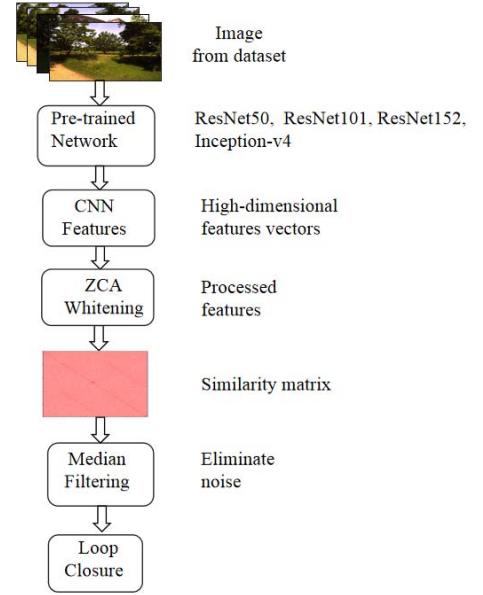 Image
from dataset
Pre-trained
Network
ResNet50, ResNet101, ResNet152,
Inception-v4
CNN
Features
High-dimensional
features vectors
ZCA
Whitening
Processed
features
Similarity matrix
Median
Filtering
Eliminate
noise
Loop
Closure